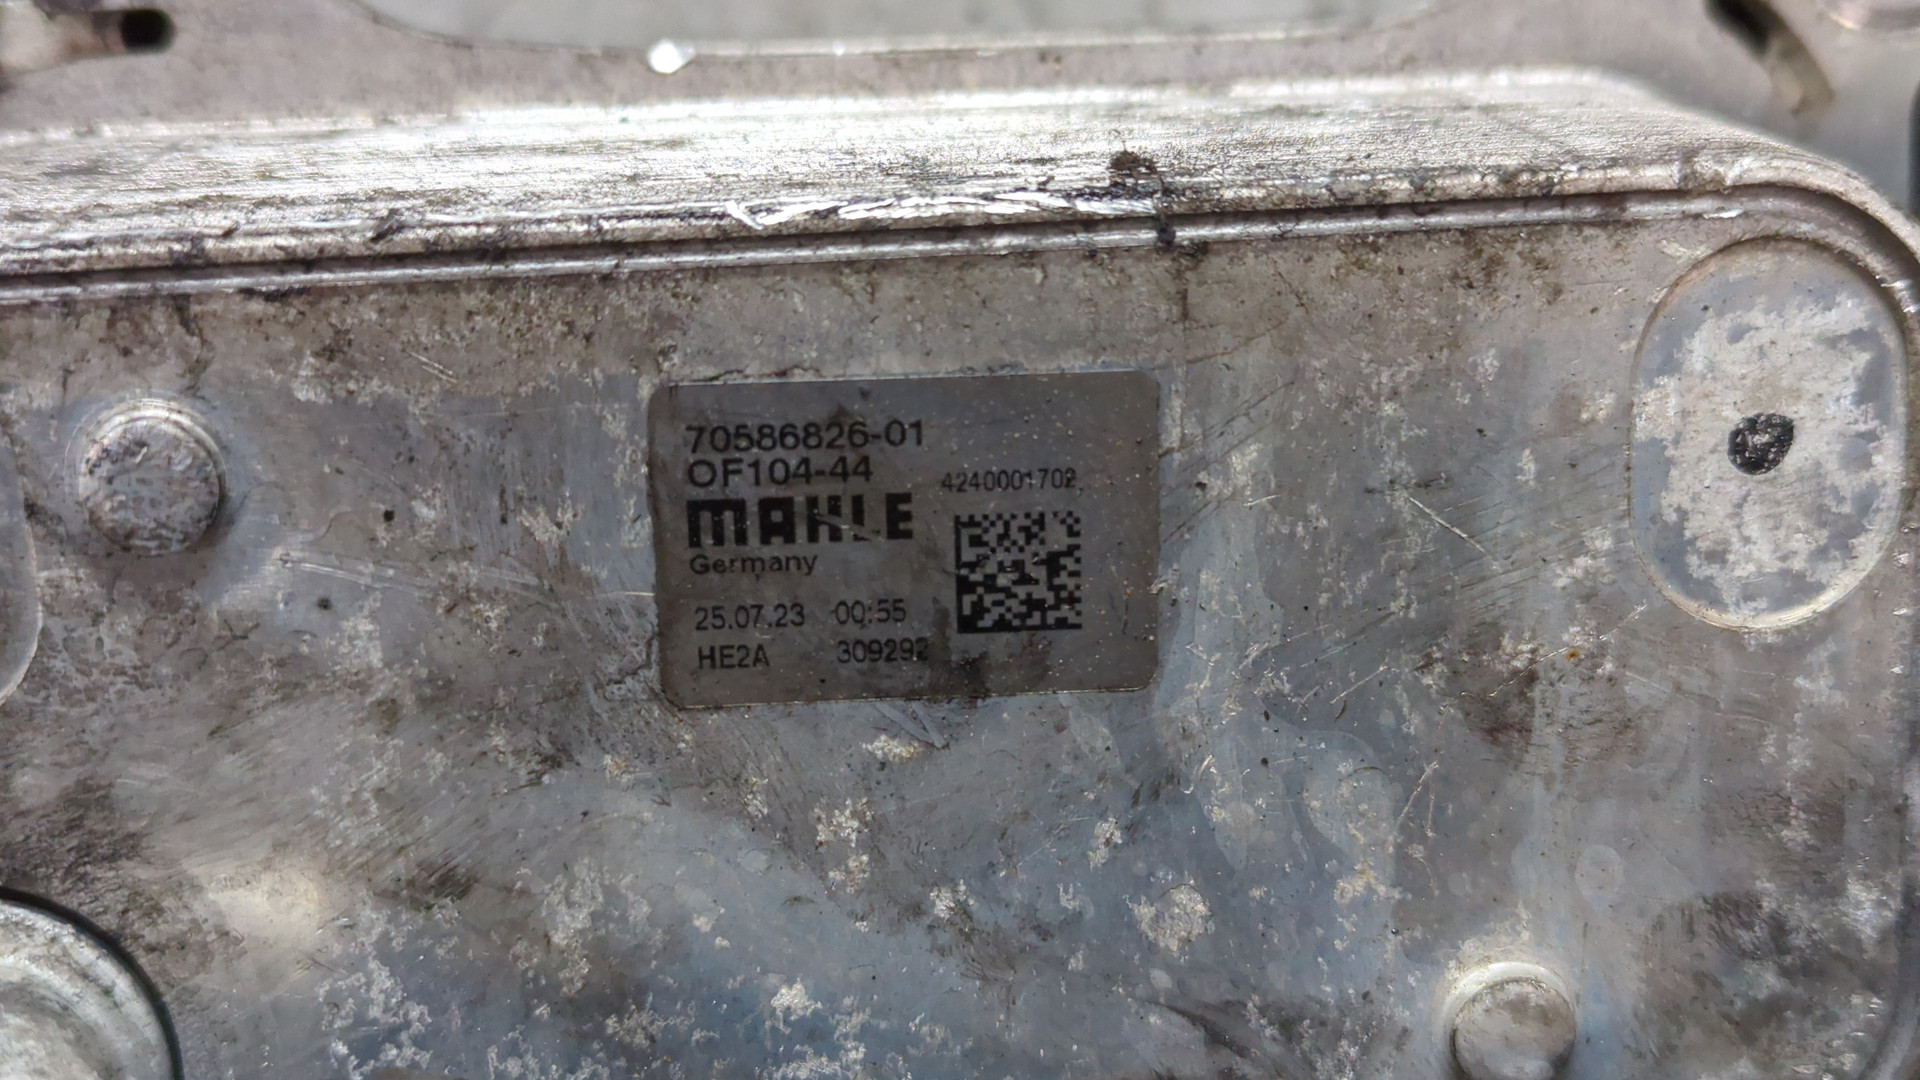 70586826-01
OF104-44
4240001702
MAHLE
Germany
25.07.23 00:55
HE2A 309292